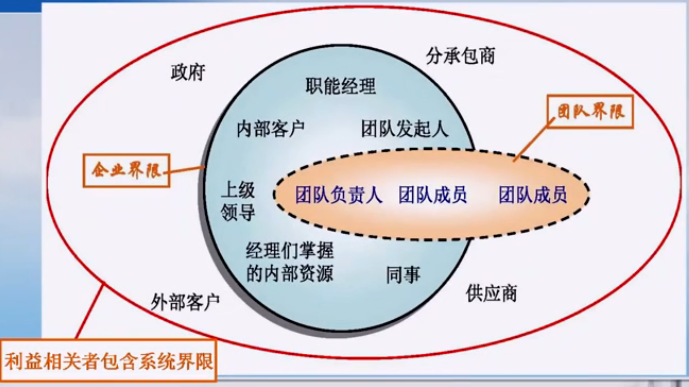 政府
分承包商
职能经理
团队界限
内部客户
团队发起人
企业界限
上级
领导
团队负责人
团队成员
团队成员
经理们掌握
的内部资源
同事
外部客户
供应商
利益相关者包含系统界限